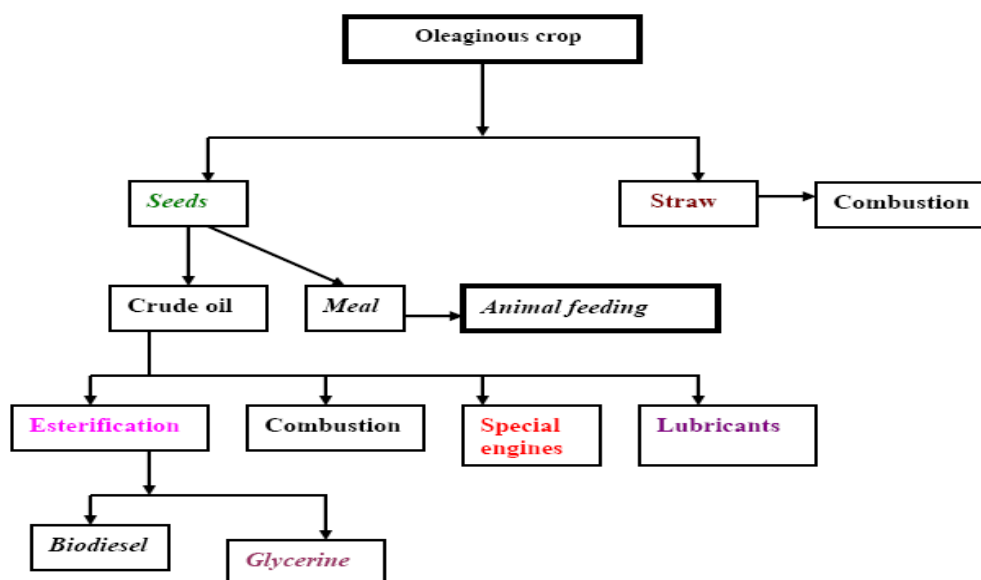 Oleaginous crop
Seeds
Straw
Combustion
Crude oil
Meal
Animal feeding
Esterification
Combustion
Special
engines
Lubricants
Biodiesel
Glycerine